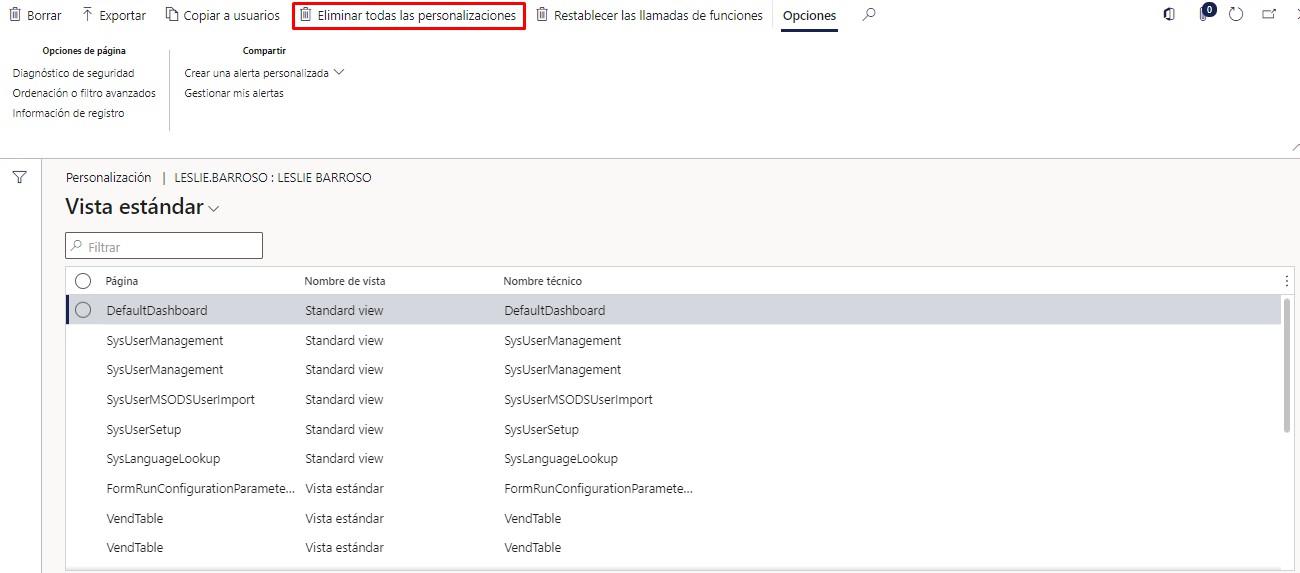 Borrar Exportar Copiar a usuarios Eliminar todas las personalizaciones Restablecer las llamadas de funciones Opciones 0
Opciones de página Compartir
Diagnóstico de seguridad Crear una alerta personalizada
Ordenación o filtro avanzados Gestionar mis alertas
Información de registro
Personalización | LESLIE.BARROSO : LESLIE BARROSO
Vista estándar
Filtrar
Página Nombre de vista Nombre técnico
DefaultDashboard Standard view DefaultDashboard
SysUserManagement Standard view SysUserManagement
SysUserManagement Standard view SysUserManagement
SysUserMSODSUserImport Standard view SysUserMSODSUserImport
SysUserSetup Standard view SysUserSetup
SysLanguageLookup Standard view SysLanguageLookup
FormRunConfigurationParamete... Vista estándar FormRunConfigurationParamete...
VendTable Vista estándar VendTable
VendTable Vista estándar VendTable